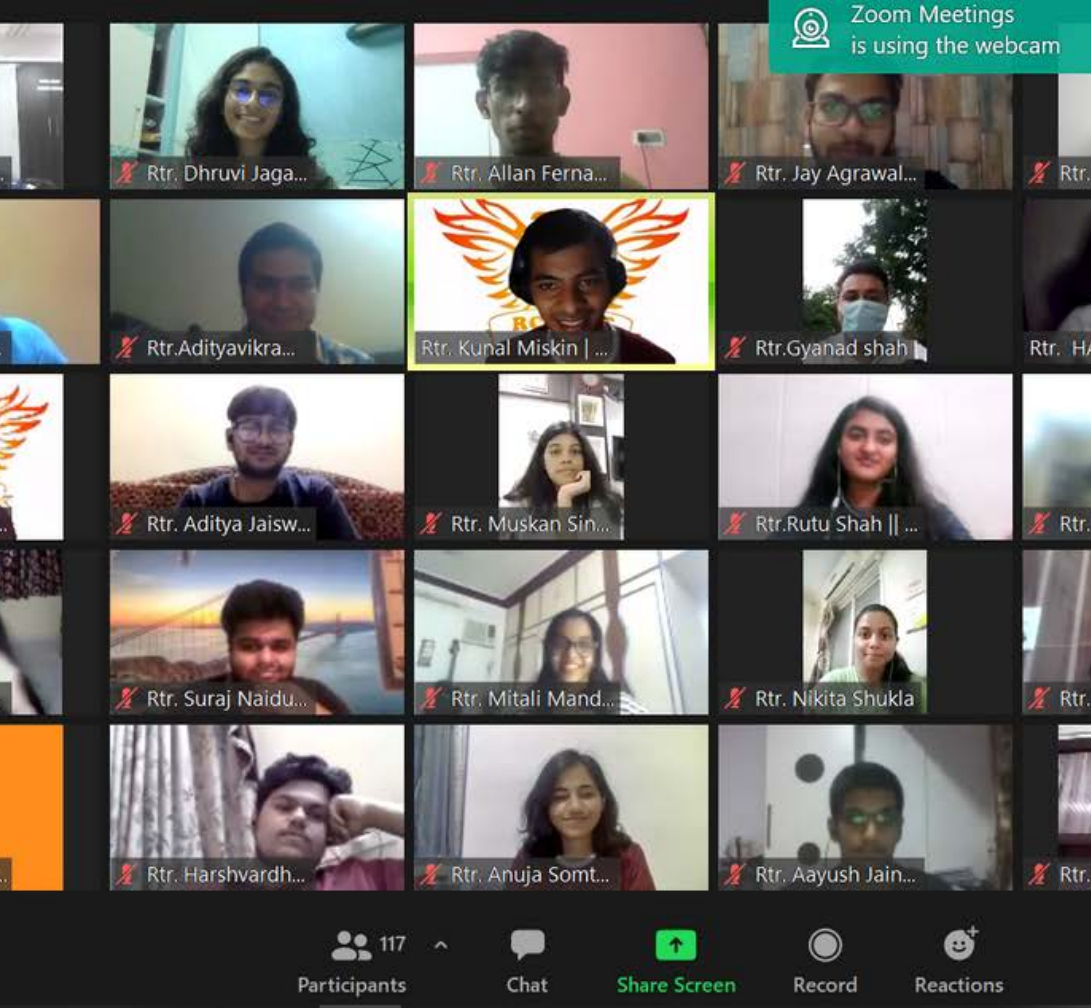 Zoom Meetings
is using the webcam
Rtr. Dhruvi Jaga...
Rtr. Allan Ferna...
Rtr. Jay Agrawal...
Rtr.
Rtr.Adityavikra...
Rtr. Kunal Miskin | ...
Rtr.Gyanad shah |
Rtr. HA
Rtr. Aditya Jaisw...
Rtr. Muskan Sin...
Rtr.Rutu Shah || ...
Rtr.
Rtr. Suraj Naidu...
Rtr. Mitali Mand...
Rtr. Nikita Shukla
Rtr.
Rtr. Harshvardh...
Rtr. Anuja Somt...
Rtr. Aayush Jain...
Rtr.
117
Participants
Chat
Share Screen
Record
Reactions